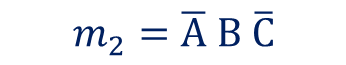 m₂ = A̅ B C̅